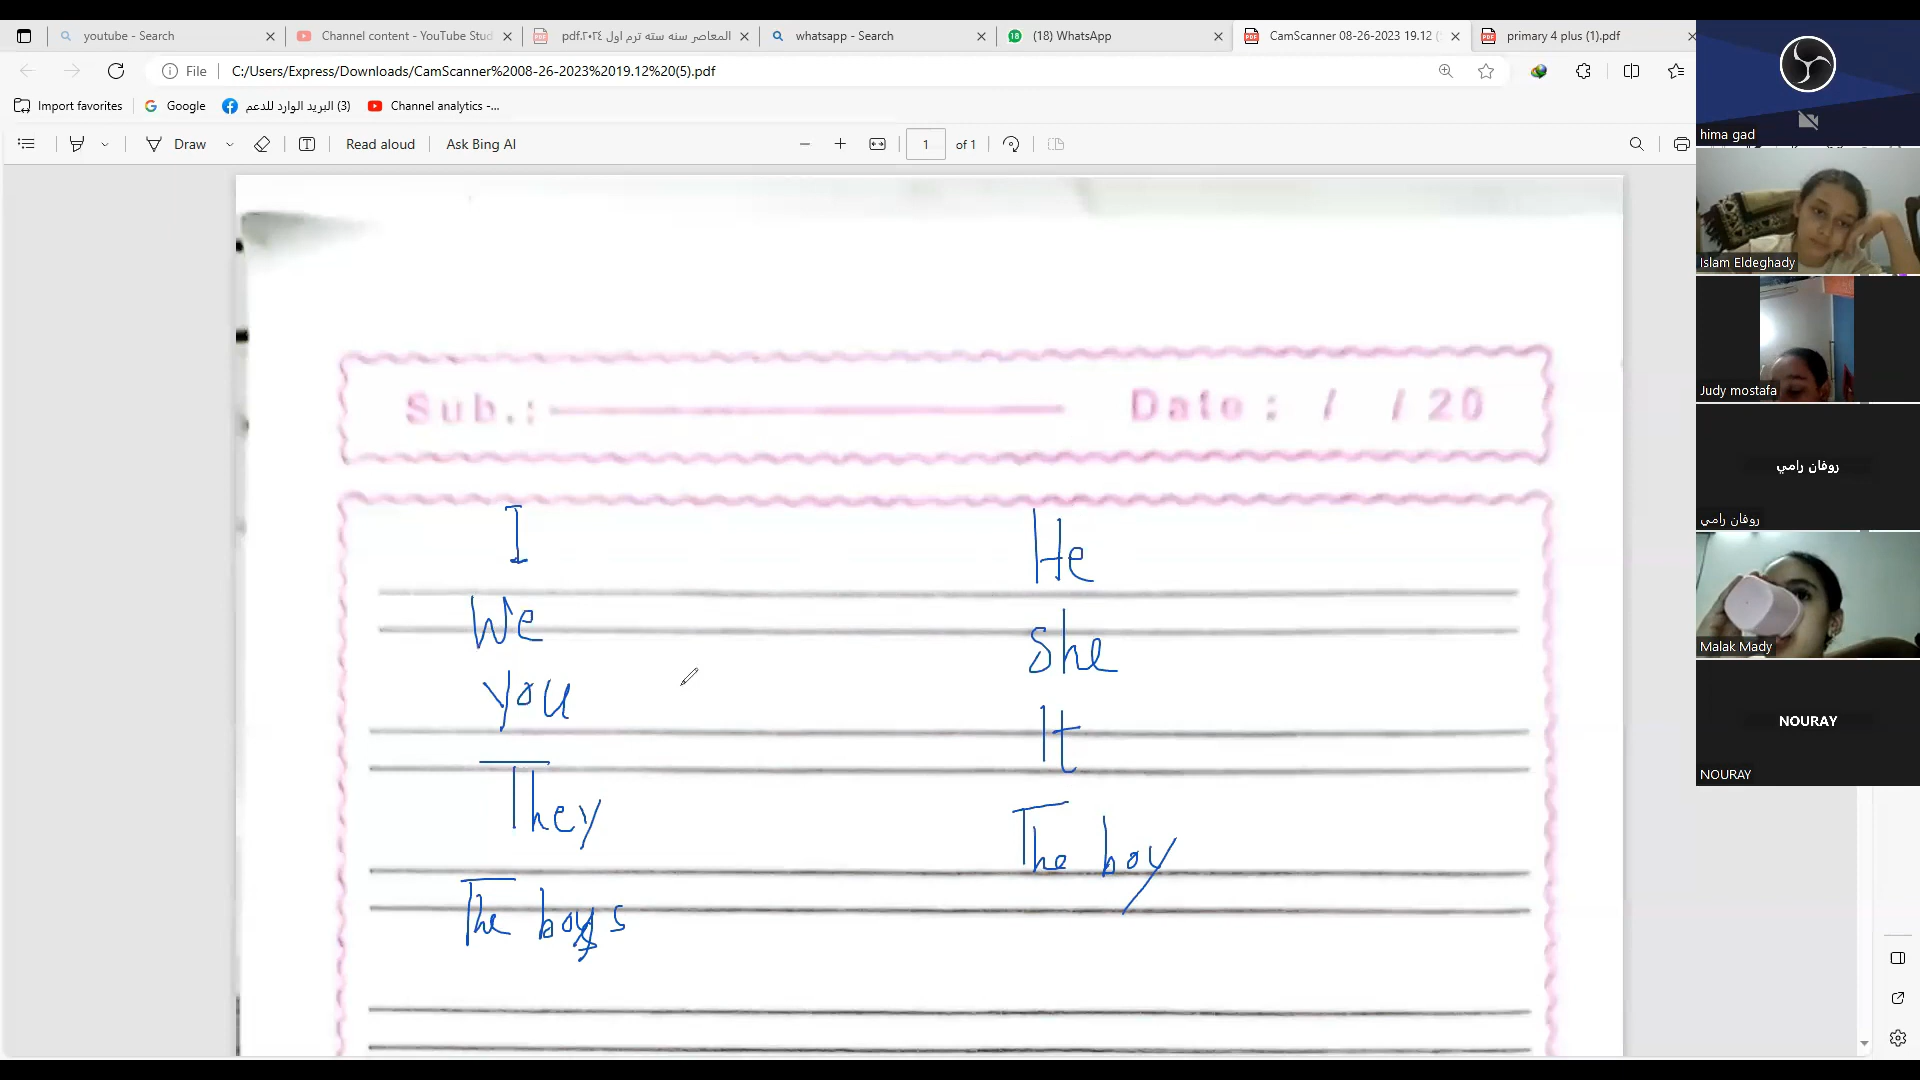 youtube - Search
Channel content - YouTube Stud
المعاصر سنه سته ترم اول ٢٠٢٤.pdf
whatsapp - Search
(18) WhatsApp
CamScanner 08-26-2023 19.12 (
primary 4 plus (1).pdf
File
C:/Users/Express/Downloads/CamScanner%2008-26-2023%2019.12%20(5).pdf
Import favorites
Google
(3) البريد الوارد للدعم
Channel analytics -...
Draw
Read aloud
Ask Bing AI
1
of 1
Sub.:
Date : / / 20
I
He
We
She
you
It
They
The boy
The boys
hima gad
Islam Eldeghady
Judy mostafa
روفان رامي
روفان رامي
Malak Mady
NOURAY
NOURAY